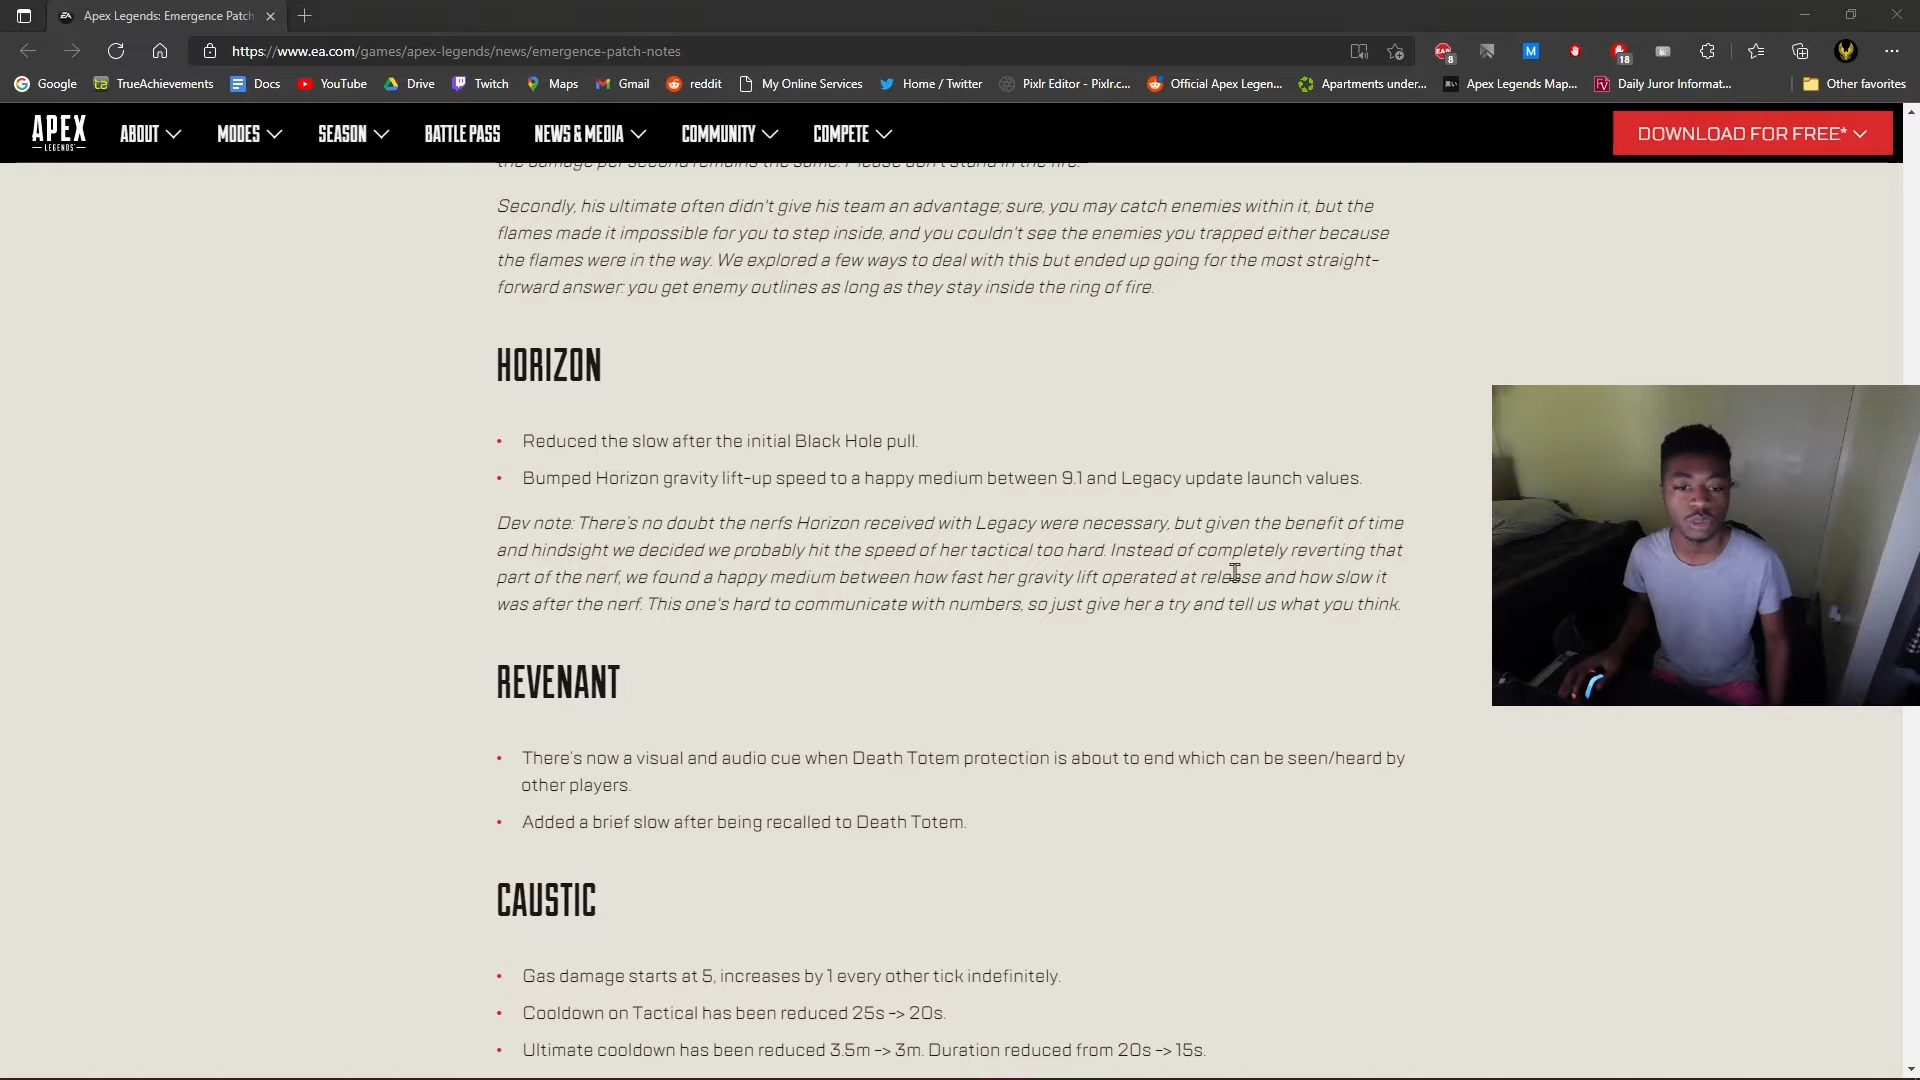 Apex Legends: Emergence Patch
https://www.ea.com/games/apex-legends/news/emergence-patch-notes
8
18
Google TrueAchievements Docs YouTube Drive Twitch Maps Gmail reddit My Online Services Home / Twitter Pixlr Editor - Pixlr.c... Official Apex Legen... Apartments under... Apex Legends Map... Daily Juror Informat... Other favorites
APEX
LEGENDS
ABOUT MODES SEASON BATTLE PASS NEWS & MEDIA COMMUNITY COMPETE DOWNLOAD FOR FREE*
the damage per second remains the same. Please don't stand in the fire.
Secondly, his ultimate often didn't give his team an advantage; sure, you may catch enemies within it, but the
flames made it impossible for you to step inside, and you couldn't see the enemies you trapped either because
the flames were in the way. We explored a few ways to deal with this but ended up going for the most straight-
forward answer: you get enemy outlines as long as they stay inside the ring of fire.
HORIZON
• Reduced the slow after the initial Black Hole pull.
• Bumped Horizon gravity lift-up speed to a happy medium between 9.1 and Legacy update launch values.
Dev note: There's no doubt the nerfs Horizon received with Legacy were necessary, but given the benefit of time
and hindsight we decided we probably hit the speed of her tactical too hard. Instead of completely reverting that
part of the nerf, we found a happy medium between how fast her gravity lift operated at release and how slow it
was after the nerf. This one's hard to communicate with numbers, so just give her a try and tell us what you think.
REVENANT
• There's now a visual and audio cue when Death Totem protection is about to end which can be seen/heard by
other players.
• Added a brief slow after being recalled to Death Totem.
CAUSTIC
• Gas damage starts at 5, increases by 1 every other tick indefinitely.
• Cooldown on Tactical has been reduced 25s -> 20s.
• Ultimate cooldown has been reduced 3.5m -> 3m. Duration reduced from 20s -> 15s.